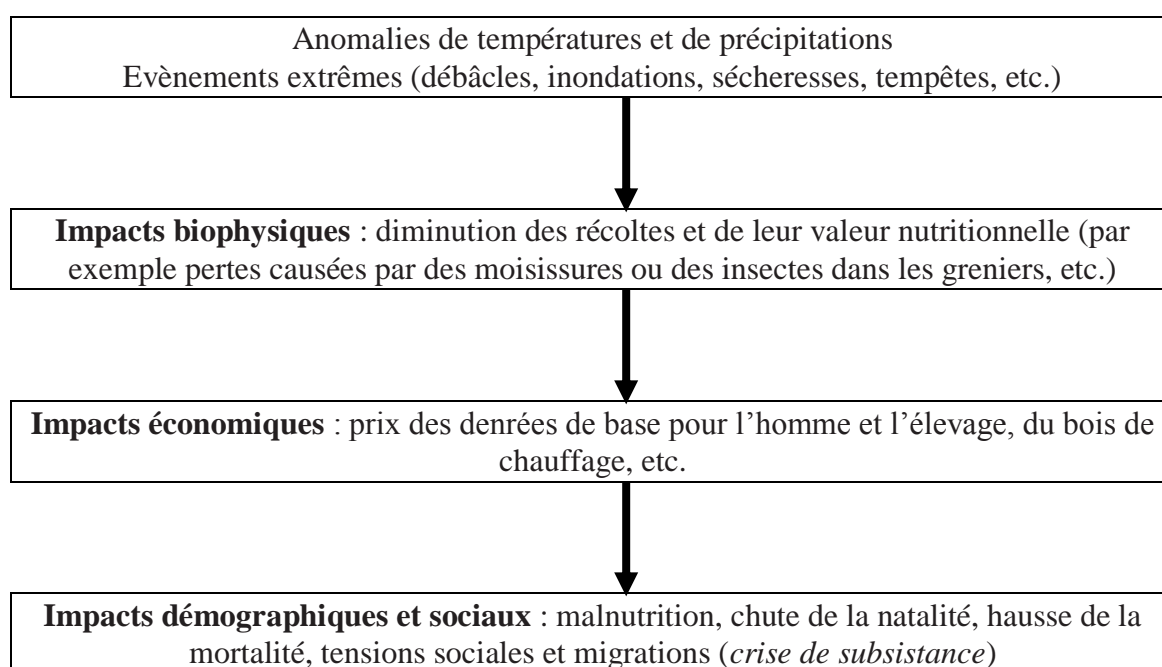 Anomalies de températures et de précipitations
Evènements extrêmes (débâcles, inondations, sécheresses, tempêtes, etc.)
Impacts biophysiques : diminution des récoltes et de leur valeur nutritionnelle (par
exemple pertes causées par des moisissures ou des insectes dans les greniers, etc.)
Impacts économiques : prix des denrées de base pour l’homme et l’élevage, du bois de
chauffage, etc.
Impacts démographiques et sociaux : malnutrition, chute de la natalité, hausse de la
mortalité, tensions sociales et migrations (crise de subsistance)